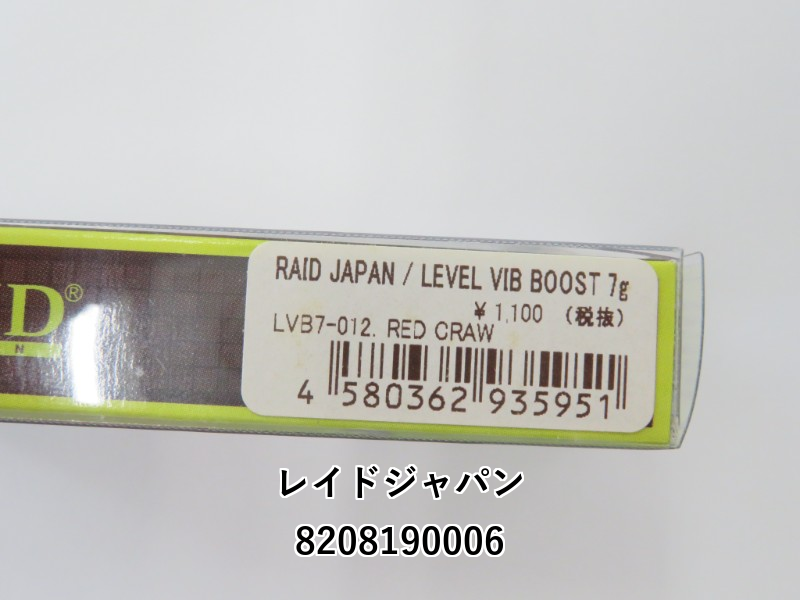 D®
N
RAID JAPAN / LEVEL VIB BOOST 7g
¥ 1,100 (税抜)
LVB7-012. RED CRAW
4 580362 935951
レイドジャパン
8208190006